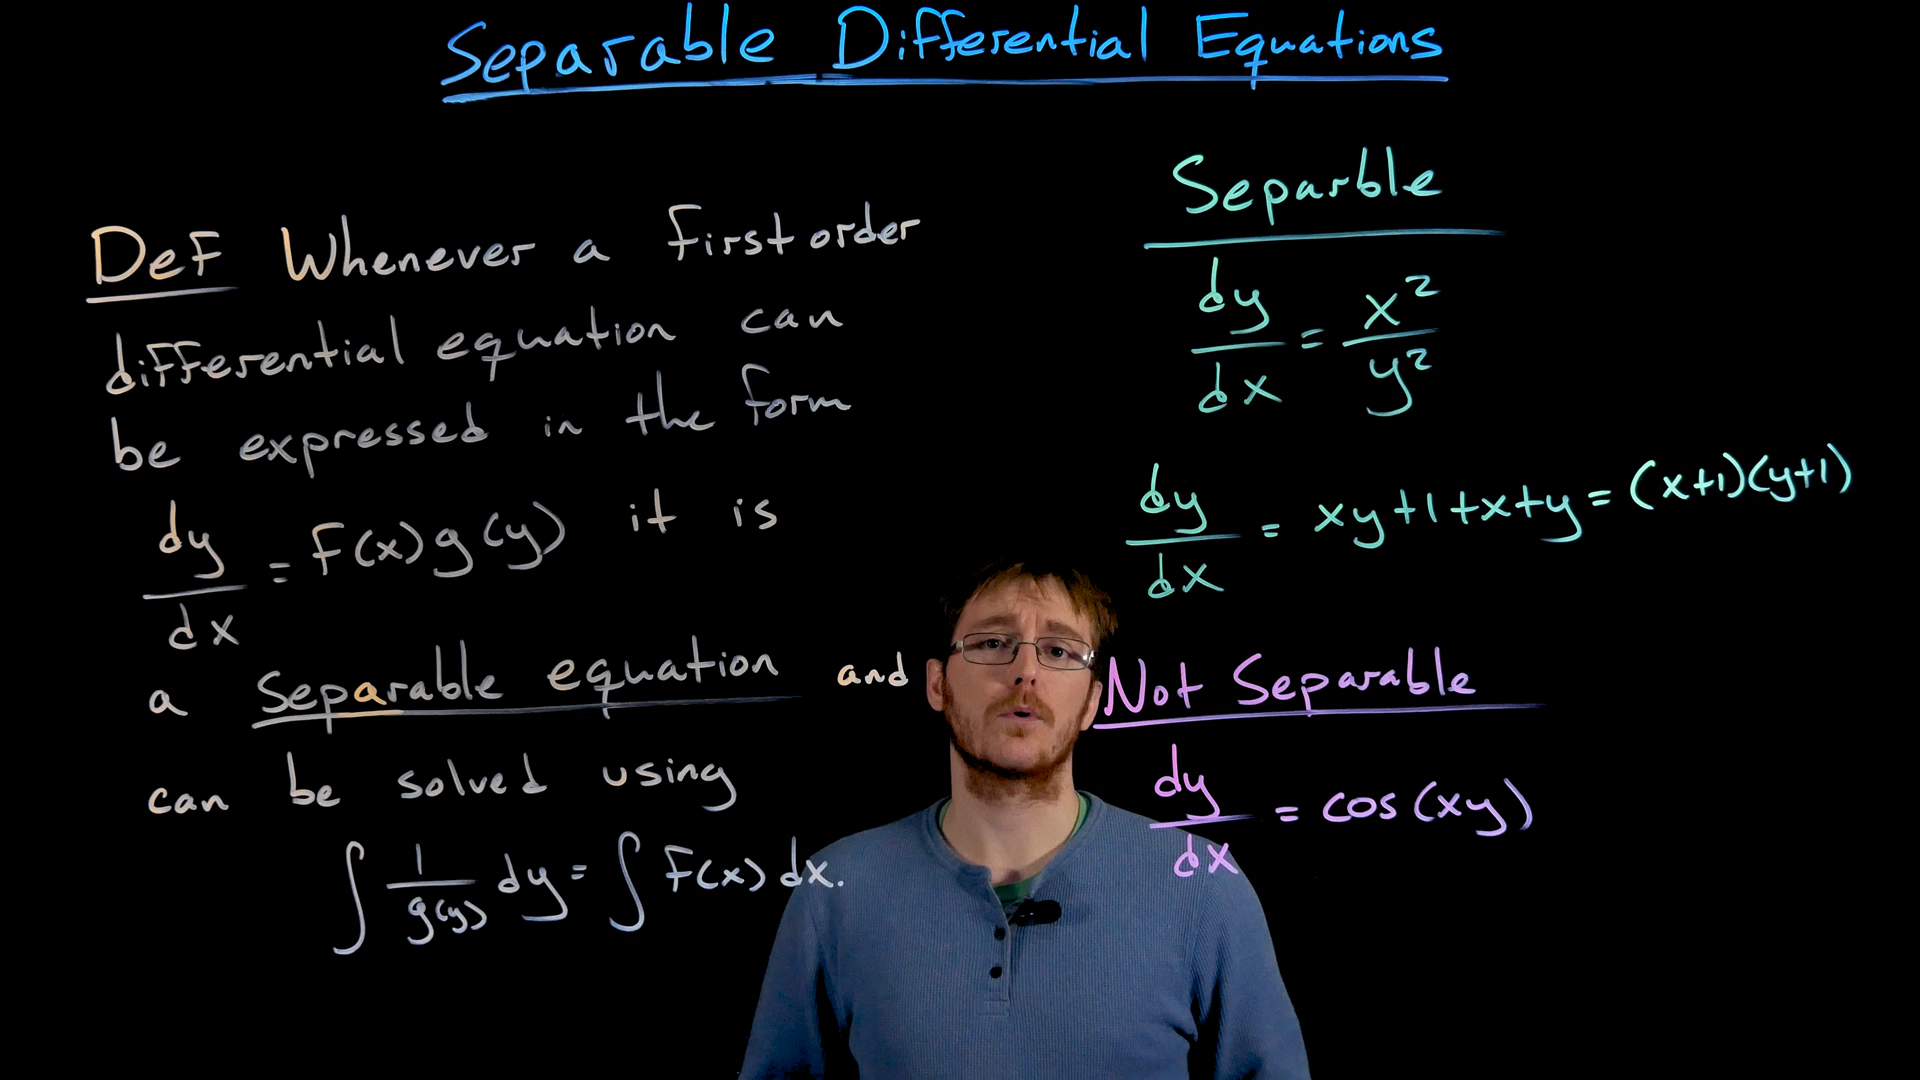 Separable Differential Equations
DEF Whenever a first order
differential equation can
be expressed in the form
dy/dx = F(x)g(y) it is
a Separable equation and
can be solved using
∫ 1/g(y) dy = ∫ F(x) dx.
Separble
dy/dx = x²/y²
dy/dx = xy+1+x+y = (x+1)(y+1)
Not Separable
dy/dx = cos(xy)